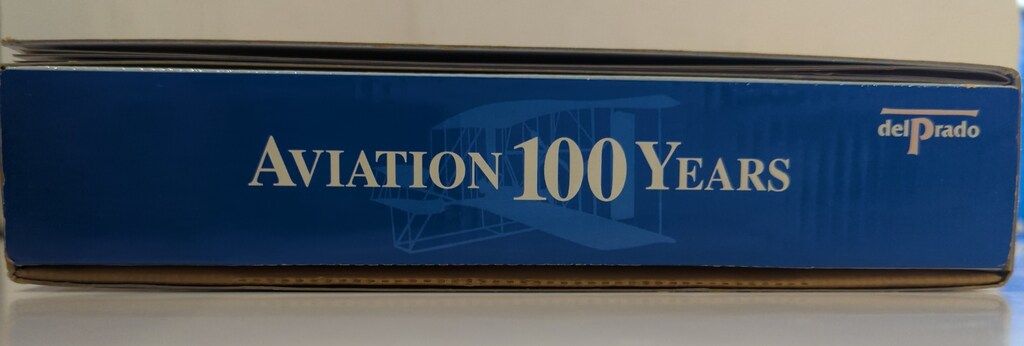 AVIATION 100 YEARS
delPrado